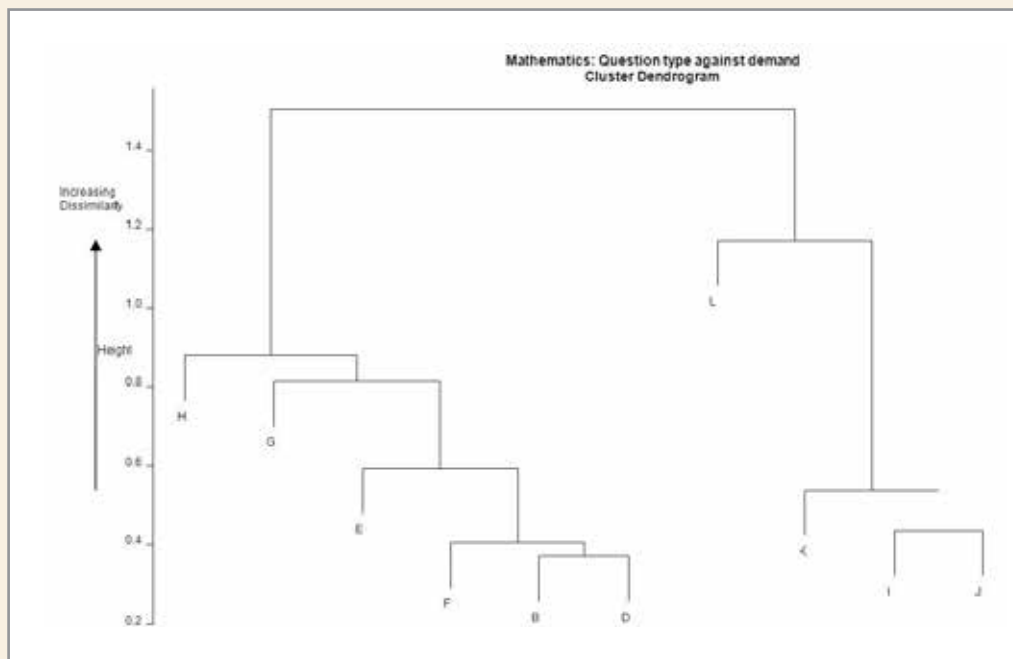 Mathematics: Question type against demand
Cluster Dendrogram
1.4
Increasing
Dissimilarity
1.2
1.0
L
Height
0.8
H
G
0.6
E
0.4
F
B
D
I
J
0.2